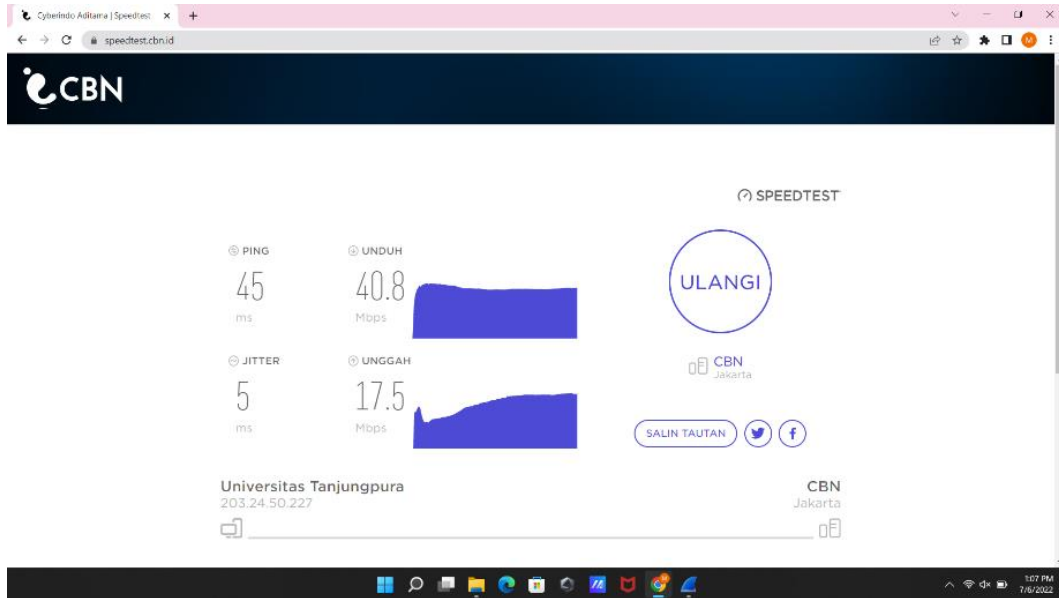 Cyberindo Aditama | Speedtest
speedtest.cbn.id
CBN
SPEEDTEST
PING
UNDUH
45
40.8
ms
Mbps
ULANGI
JITTER
UNGGAH
5
17.5
ms
Mbps
CBN
Jakarta
SALIN TAUTAN
Universitas Tanjungpura
203.24.50.227
CBN
Jakarta
1:07 PM
7/6/2022